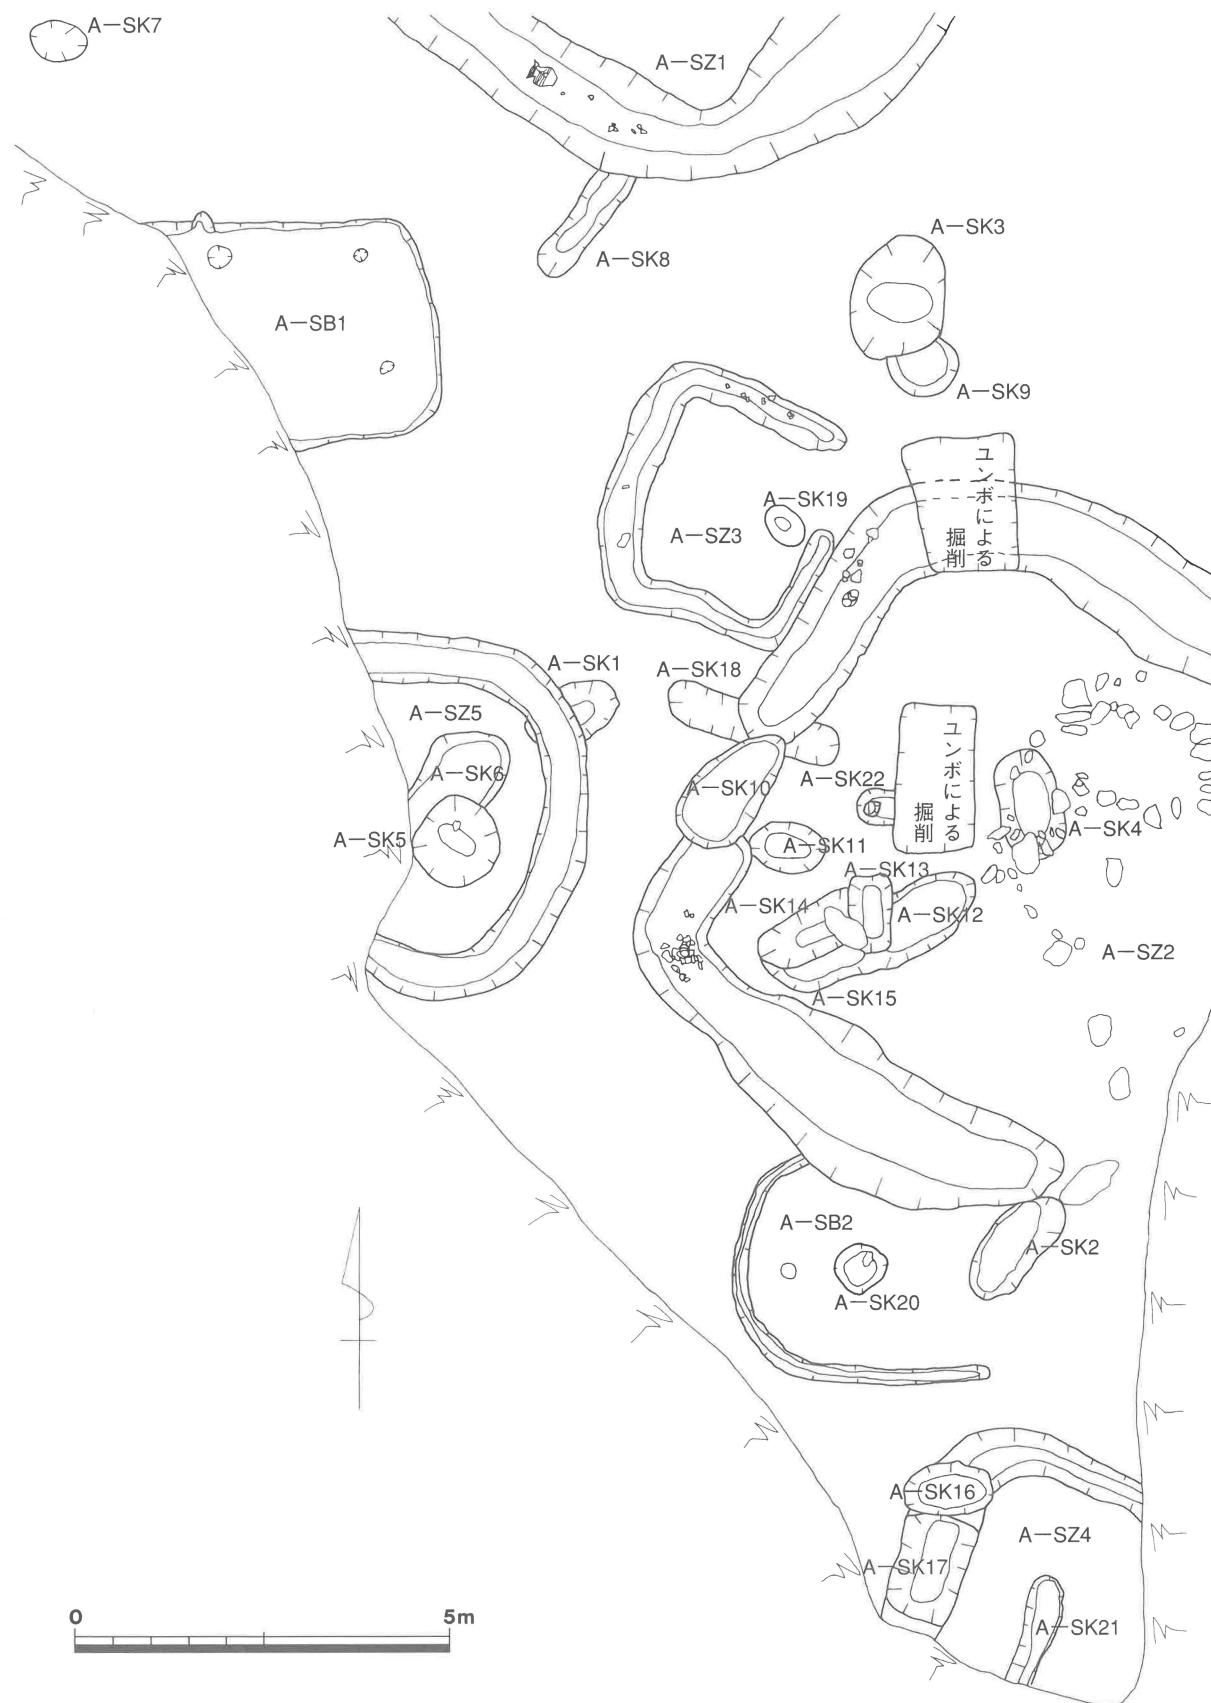 A—SK7
A—SZ1
A—SK3
A—SK8
A—SB1
A—SK9
ユンボによる
掘削
A—SK19
A—SZ3
A—SK1
A—SK18
A—SZ5
ユンボによる
掘削
A—SK6
A—SK22
A—SK10
A—SK4
A—SK5
A—SK11
A—SK13
A—SK14
A—SK12
A—SZ2
A—SK15
A—SB2
A—SK2
A—SK20
A—SK16
A—SZ4
A—SK17
A—SK21
0
5m